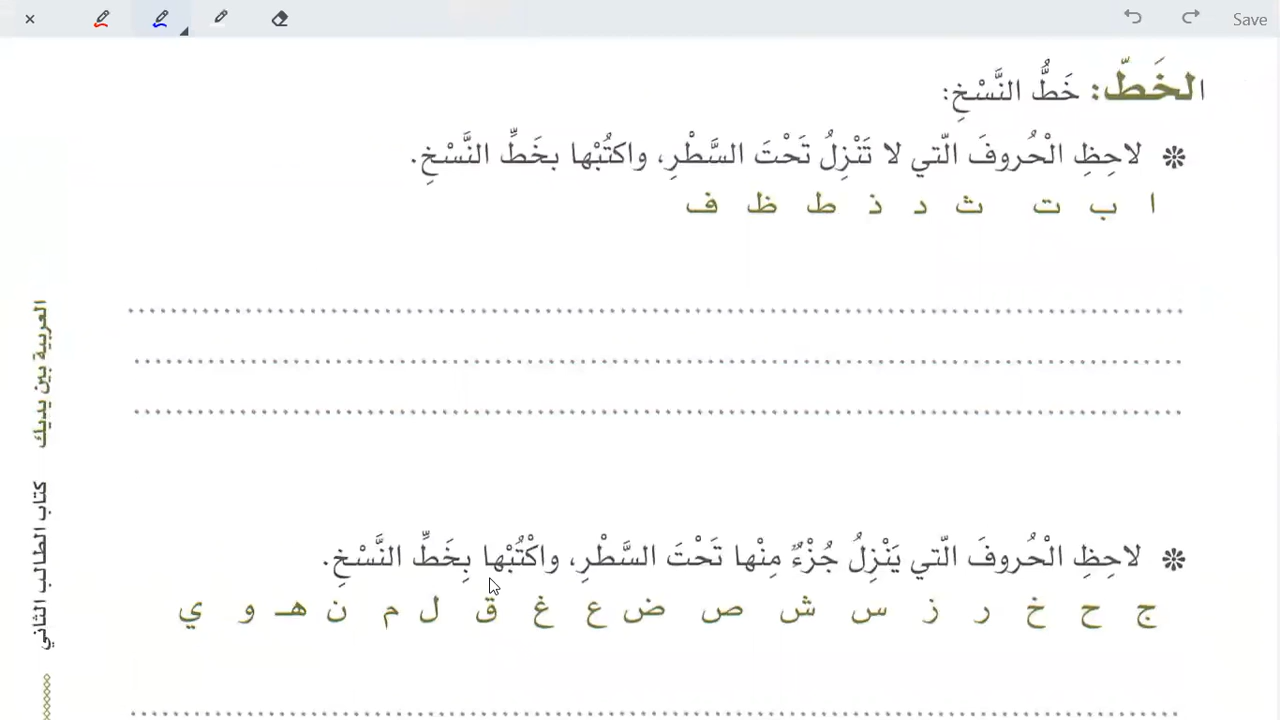 Save
الخَطّ: خَطُّ النَّسْخِ:
❊ لاحِظِ الْحُروفَ الّتي لا تَنْزِلُ تَحْتَ السَّطْرِ، واكتُبْها بخَطِّ النَّسْخِ.
ا ب ت ث د ذ ط ظ ف
❊ لاحِظِ الْحُروفَ الّتي يَنْزِلُ جُزْءٌ مِنْها تَحْتَ السَّطْرِ، واكْتُبْها بِخَطِّ النَّسْخِ.
ج ح خ ر ز س ش ص ض ع غ ق ل م ن هـ و ي
العربية بين يديك
كتاب الطالب الثاني